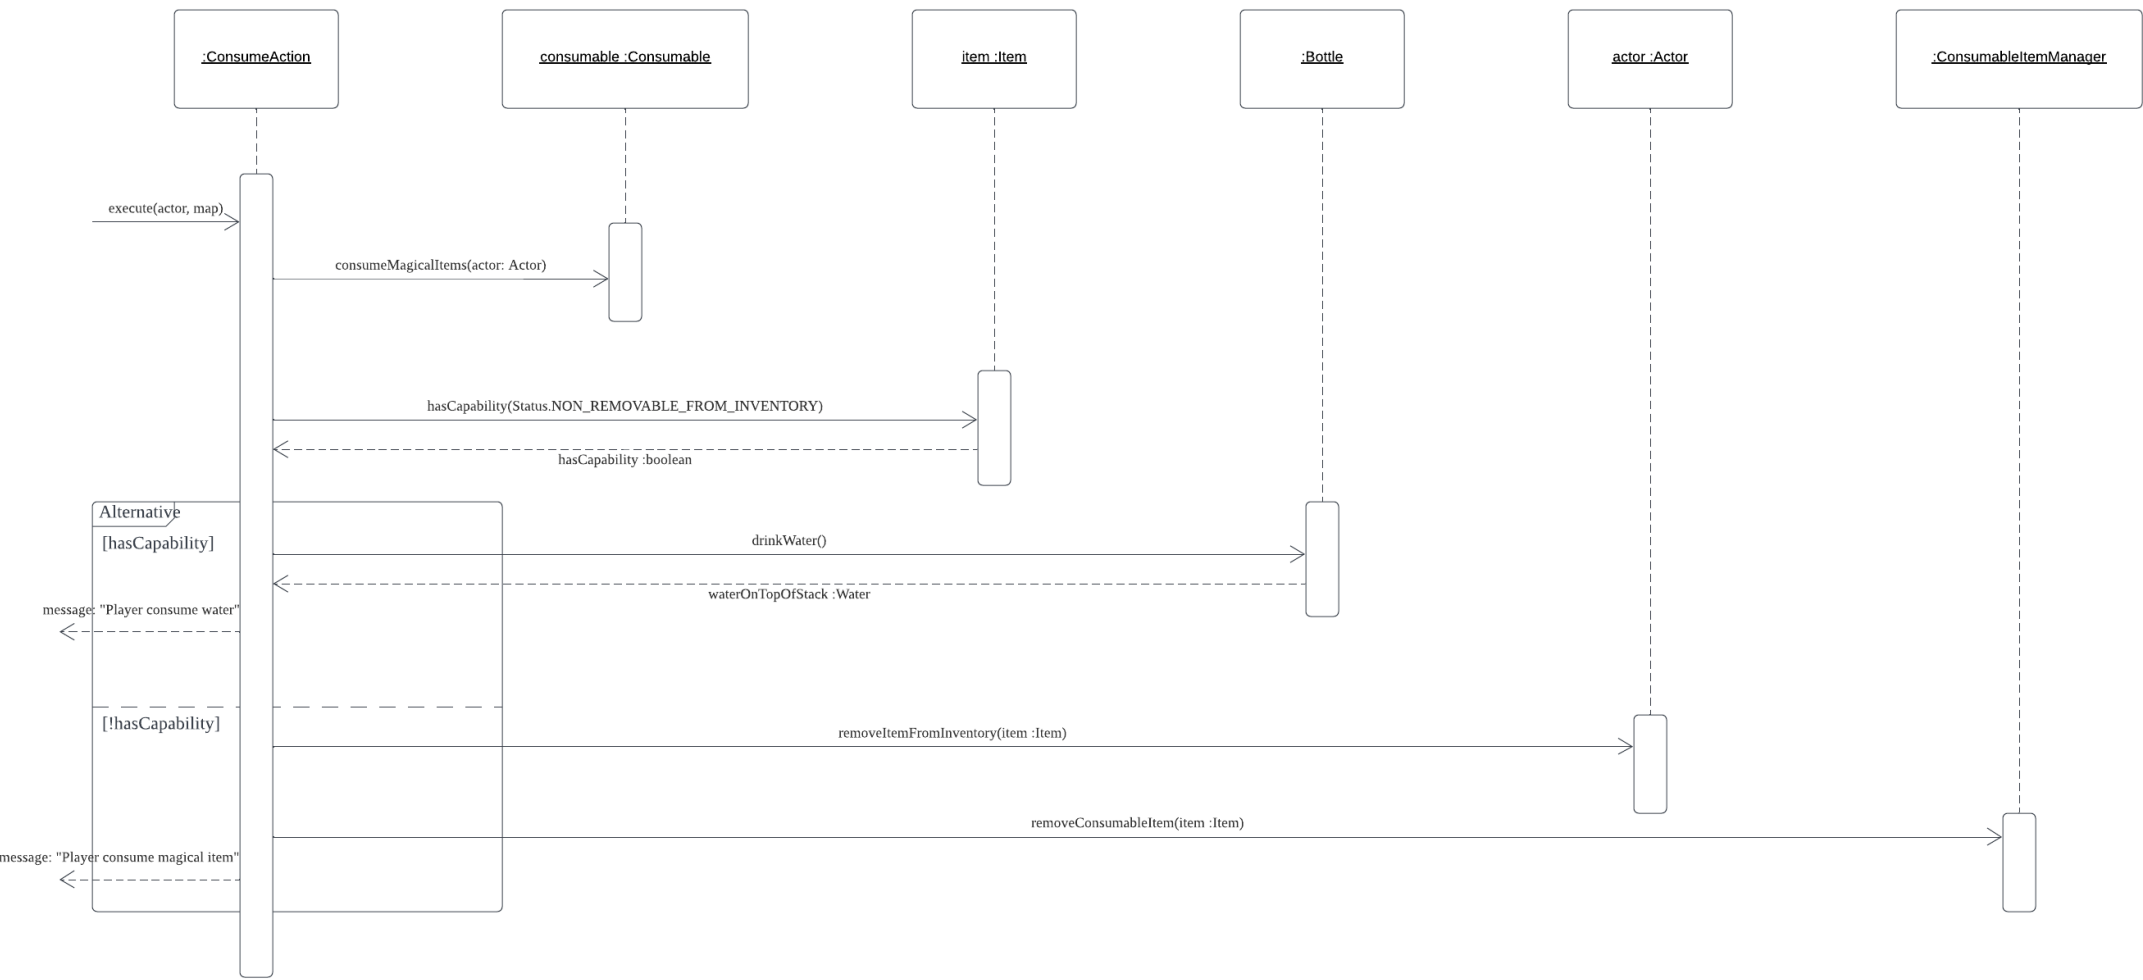 :ConsumeAction
consumable :Consumable
item :Item
:Bottle
actor :Actor
:ConsumableItemManager
execute(actor, map)
consumeMagicalItems(actor: Actor)
hasCapability(Status.NON_REMOVABLE_FROM_INVENTORY)
hasCapability :boolean
Alternative
[hasCapability]
drinkWater()
waterOnTopOfStack :Water
message: "Player consume water"
[!hasCapability]
removeItemFromInventory(item :Item)
removeConsumableItem(item :Item)
message: "Player consume magical item"